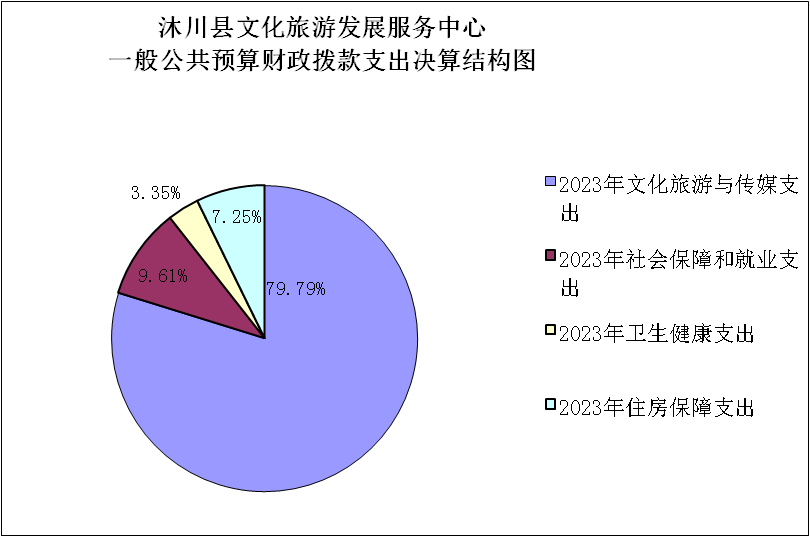 沐川县文化旅游发展服务中心
一般公共预算财政拨款支出决算结构图
3.35%
7.25%
9.61%
79.79%
2023年文化旅游与传媒支
出
2023年社会保障和就业支
出
2023年卫生健康支出
2023年住房保障支出